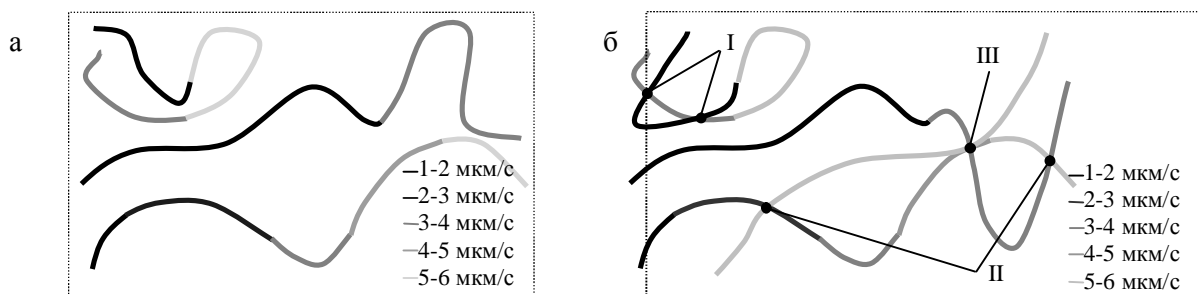 а
1-2 мкм/с
2-3 мкм/с
3-4 мкм/с
4-5 мкм/с
5-6 мкм/с
б
I
III
II
1-2 мкм/с
2-3 мкм/с
3-4 мкм/с
4-5 мкм/с
5-6 мкм/с